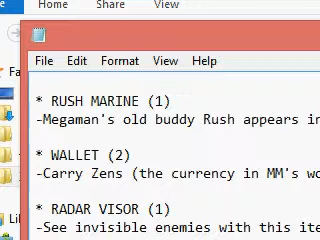 Home Share View
File Edit Format View Help
* RUSH MARINE (1)
-Megaman's old buddy Rush appears in
* WALLET (2)
-Carry Zens (the currency in MM's wo
* RADAR VISOR (1)
-See invisible enemies with this ite